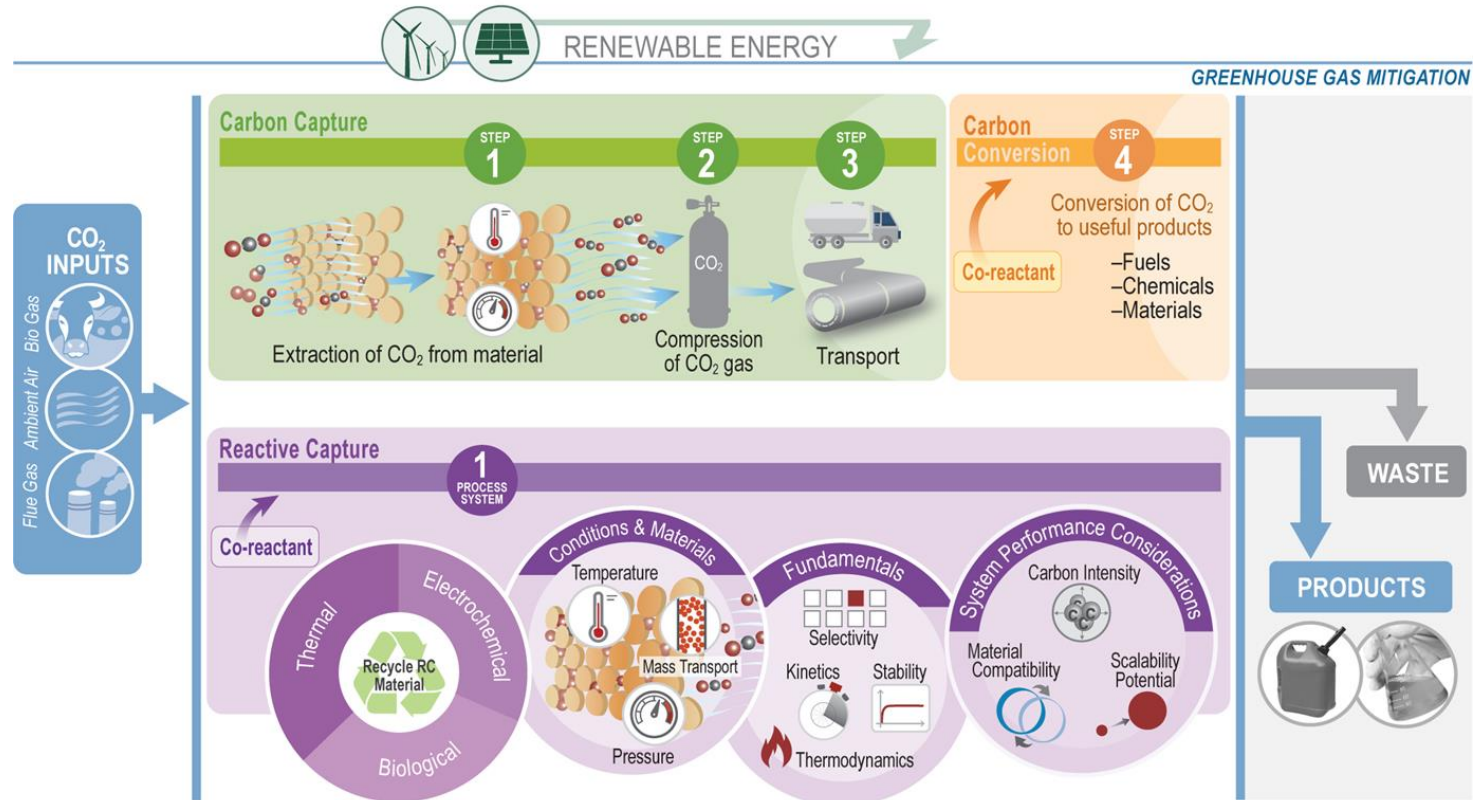 RENEWABLE ENERGY
GREENHOUSE GAS MITIGATION
CO₂
INPUTS
Bio Gas
Ambient Air
Flue Gas
Carbon Capture
STEP
1
STEP
2
STEP
3
Extraction of CO₂ from material
CO₂
Compression
of CO₂ gas
Transport
Carbon
Conversion
STEP
4
Conversion of CO₂
to useful products
Co-reactant
–Fuels
–Chemicals
–Materials
Reactive Capture
1
PROCESS
SYSTEM
Co-reactant
Thermal
Electrochemical
Biological
Recycle RC
Material
Conditions & Materials
Temperature
Mass Transport
Pressure
Fundamentals
Selectivity
Kinetics
Stability
Thermodynamics
System Performance Considerations
Carbon Intensity
C
C
C
Material
Compatibility
Scalability
Potential
WASTE
PRODUCTS